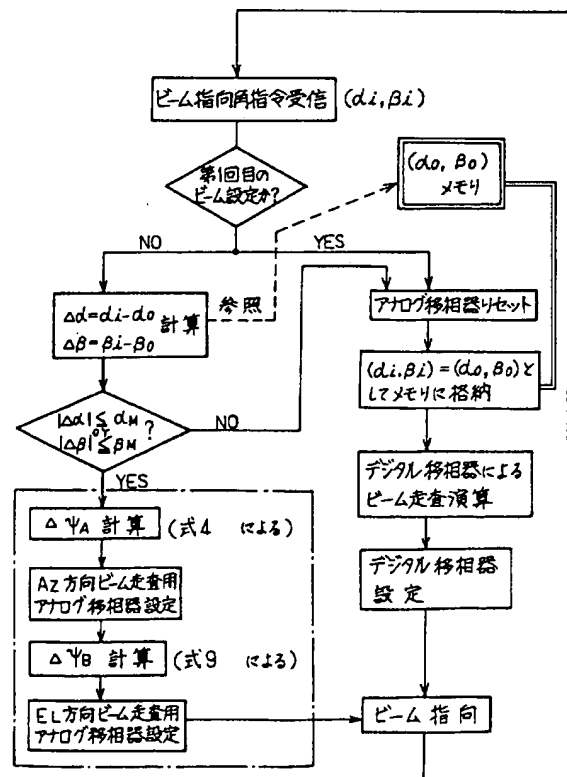 ビーム指向角指令受信 (αi,βi)
第1回目の
ビーム設定か?
(αo, βo)
メモリ
NO
YES
Δα=αi-αo
Δβ=βi-βo
計算
参照
アナログ移相器リセット
(αi,βi)=(αo,βo)と
してメモリに格納
|Δα|≦αM
or
|Δβ|≦βM
?
NO
YES
デジタル移相器による
ビーム走査演算
ΔΨA 計算 (式4 による)
デジタル移相器
設定
AZ方向ビーム走査用
アナログ移相器設定
ΔΨB 計算 (式9 による)
EL方向ビーム走査用
アナログ移相器設定
ビーム指向